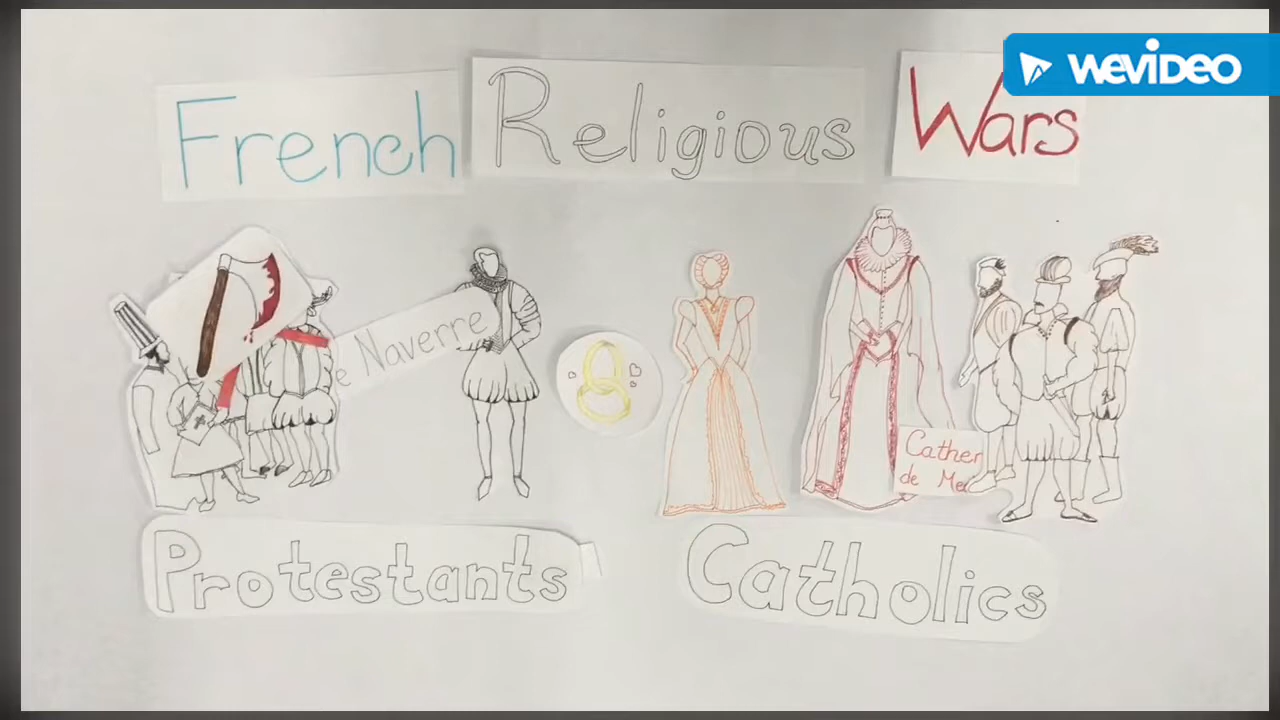 WEVIDEO
French Religious Wars
e Naverre
Cather
de Me
Protestants
Catholics